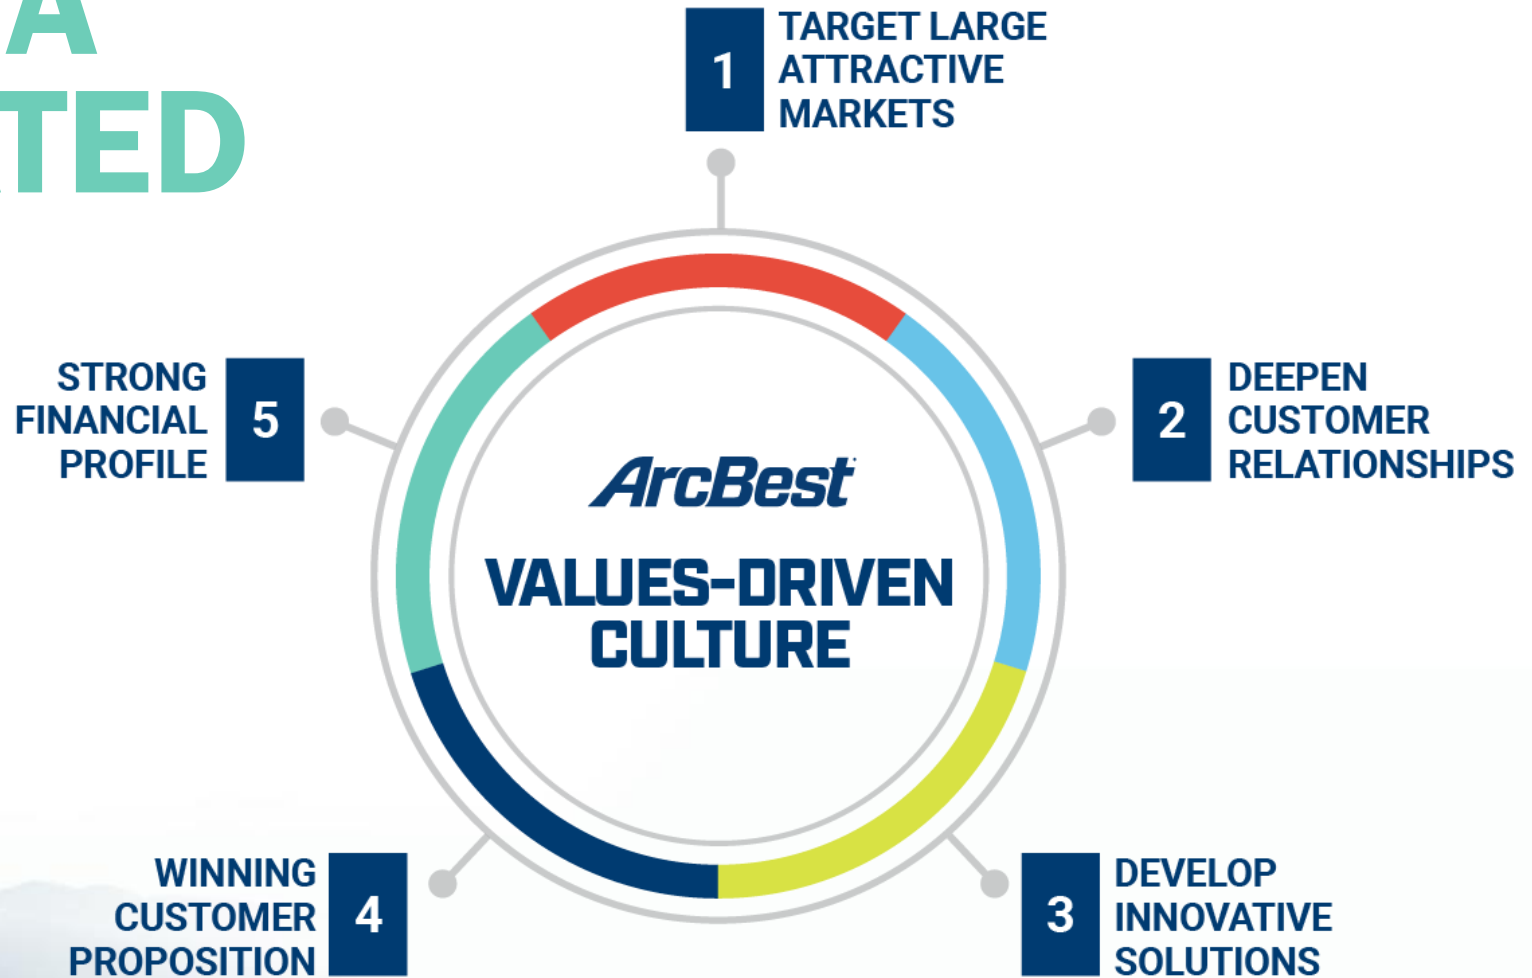 A
TED
1
TARGET LARGE
ATTRACTIVE
MARKETS
2
DEEPEN
CUSTOMER
RELATIONSHIPS
3
DEVELOP
INNOVATIVE
SOLUTIONS
WINNING
CUSTOMER
PROPOSITION
4
STRONG
FINANCIAL
PROFILE
5
ArcBest
VALUES-DRIVEN
CULTURE